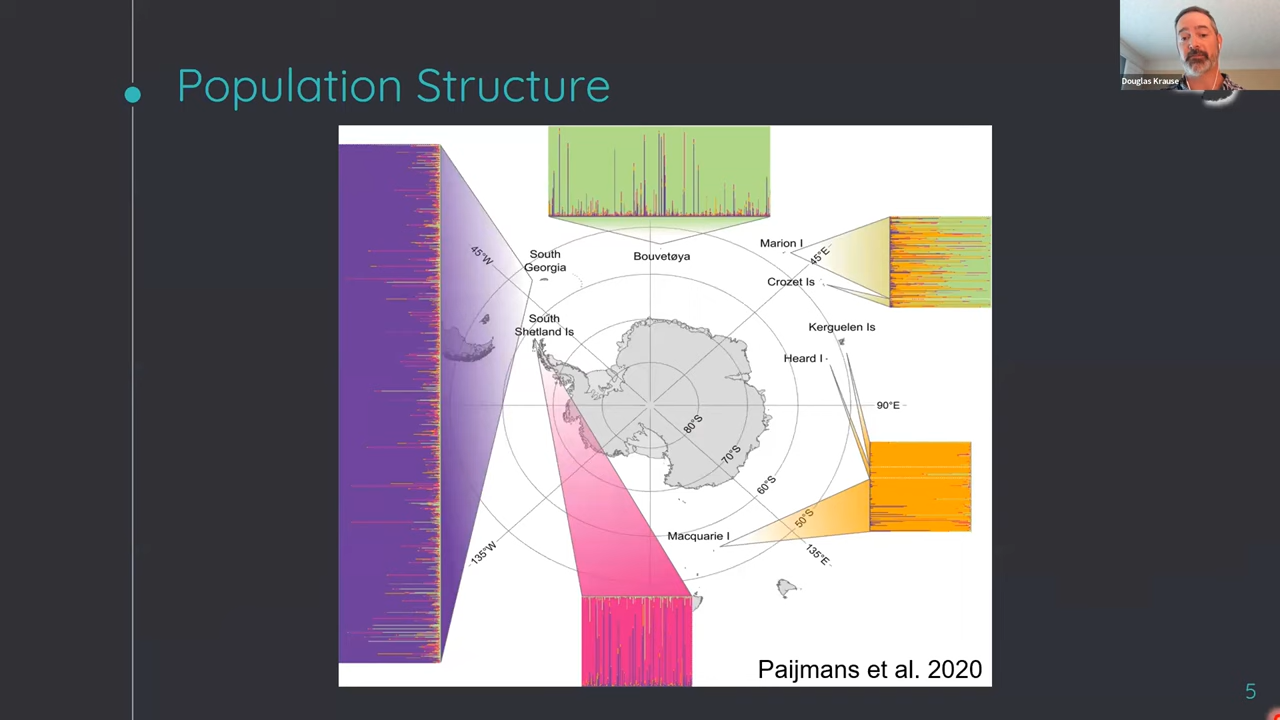 Douglas Krause
Population Structure
45°W
South
Georgia
Bouvetøya
Marion I
45°E
Crozet Is
South
Shetland Is
Kerguelen Is
Heard I
90°E
80°S
70°S
60°S
50°S
Macquarie I
135°W
135°E
Paijmans et al. 2020
5